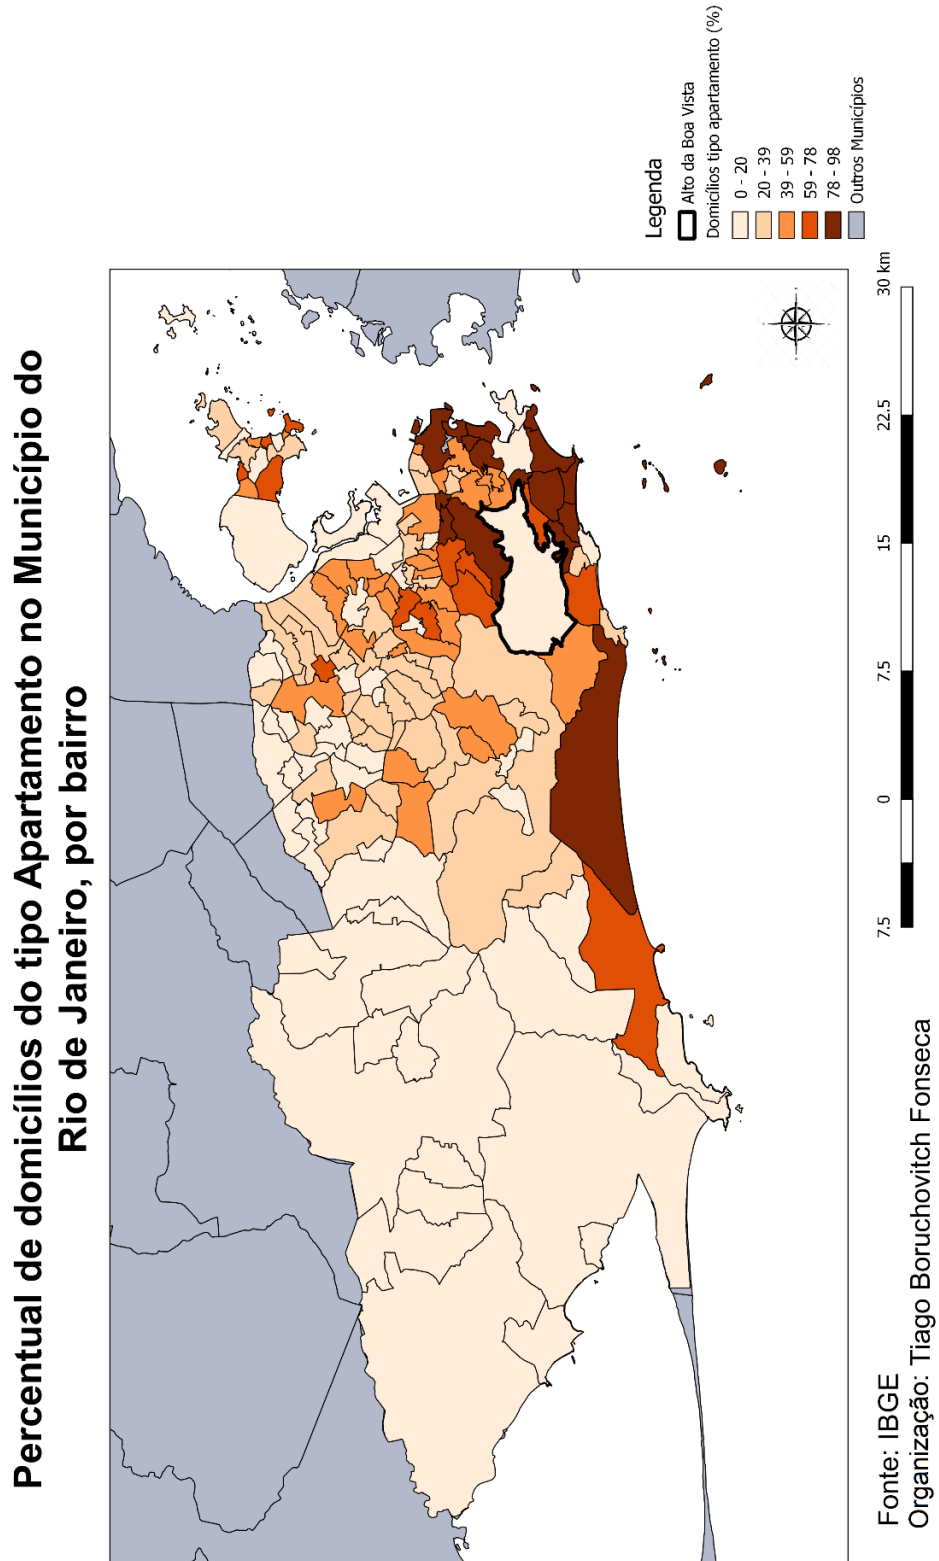 Percentual de domicílios do tipo Apartamento no Município do
Rio de Janeiro, por bairro
Legenda
Alto da Boa Vista
Domicílios tipo apartamento (%)
0 - 20
20 - 39
39 - 59
59 - 78
78 - 98
Outros Municípios
7.5 0 7.5 15 22.5 30 km
Fonte: IBGE
Organização: Tiago Boruchovitch Fonseca